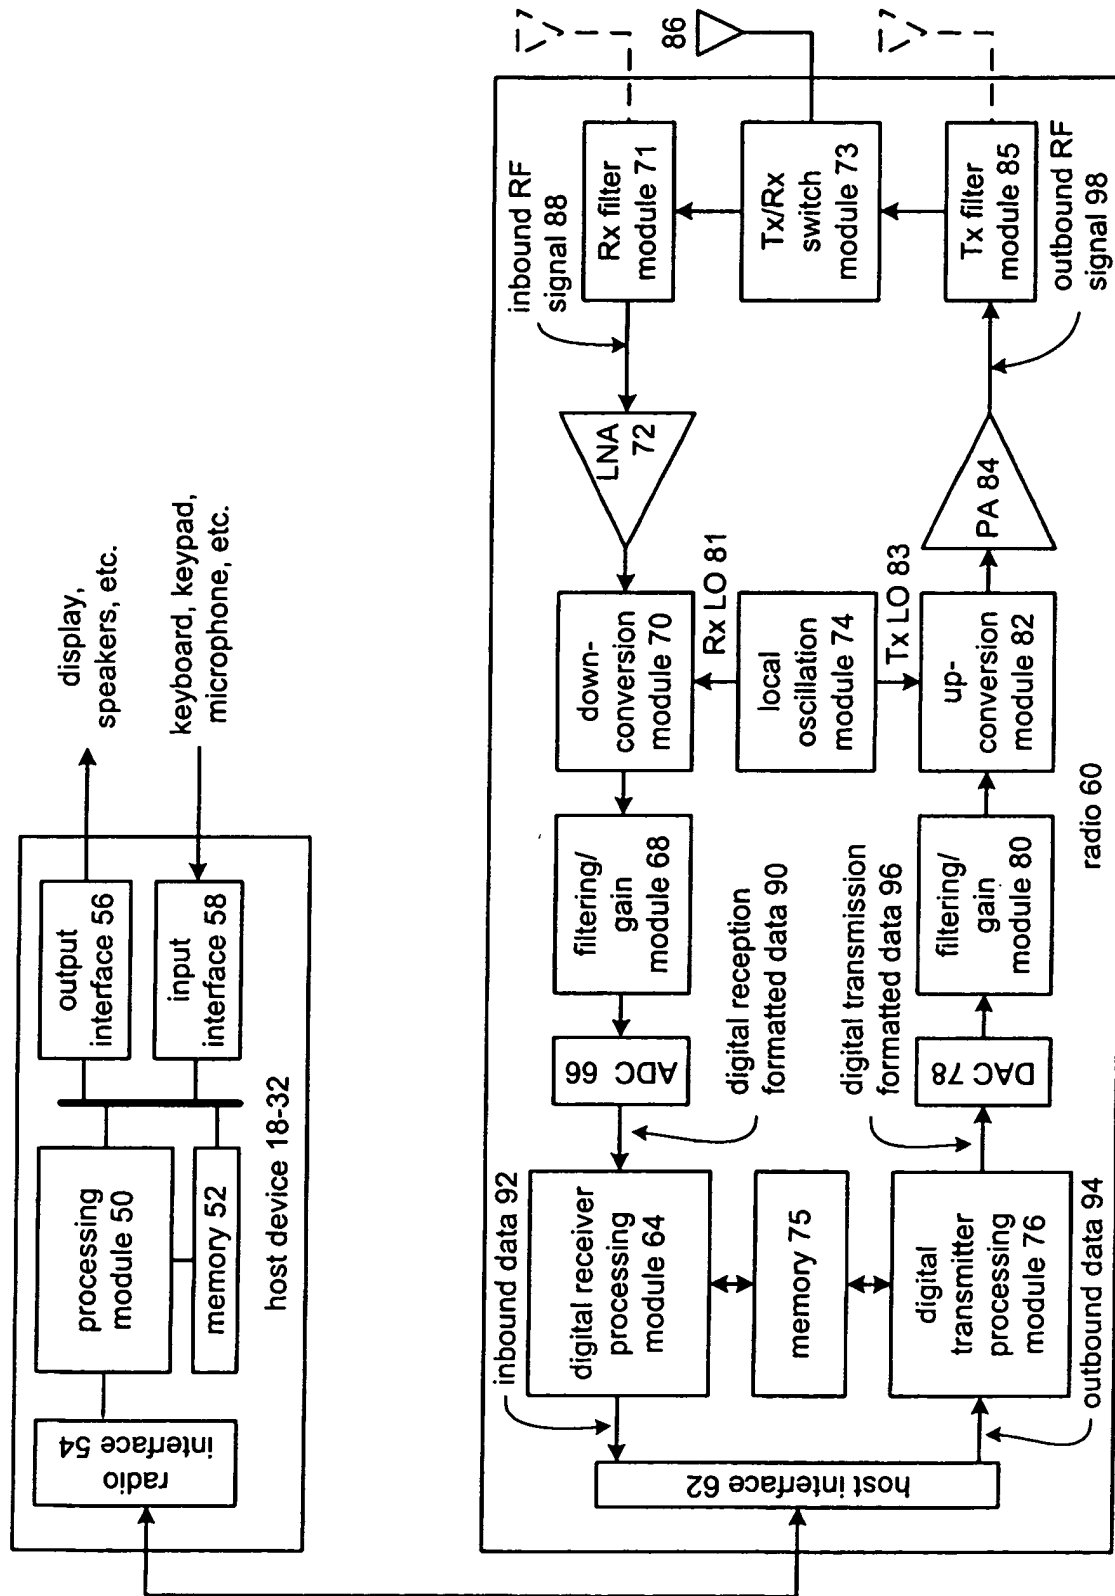 radio
interface 54
processing
module 50
memory 52
output
interface 56
input
interface 58
display,
speakers, etc.
keyboard, keypad,
microphone, etc.
host device 18-32
host interface 62
inbound data 92
digital receiver
processing
module 64
memory 75
digital
transmitter
processing
module 76
outbound data 94
ADC 66
digital reception
formatted data 90
digital transmission
formatted data 96
DAC 78
filtering/
gain
module 68
filtering/
gain
module 80
down-
conversion
module 70
Rx LO 81
local
oscillation
module 74
Tx LO 83
up-
conversion
module 82
radio 60
LNA
72
PA 84
inbound RF
signal 88
Rx filter
module 71
Tx/Rx
switch
module 73
Tx filter
module 85
outbound RF
signal 98
86